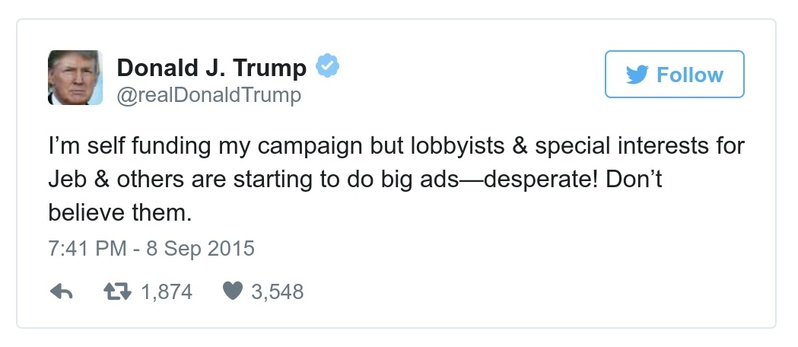 Donald J. Trump
@realDonaldTrump
Follow
I’m self funding my campaign but lobbyists & special interests for
Jeb & others are starting to do big ads—desperate! Don’t
believe them.
7:41 PM - 8 Sep 2015
1,874 3,548